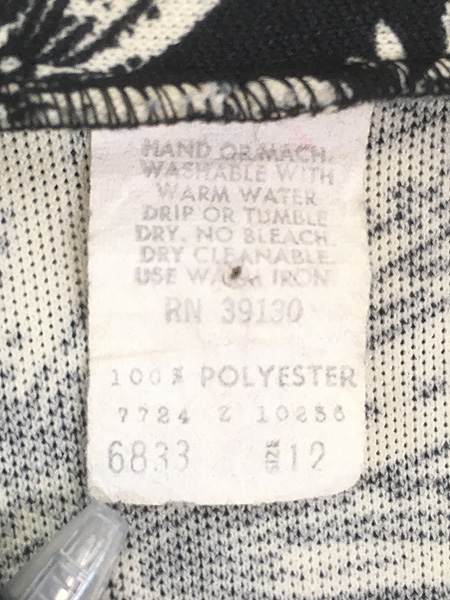 HAND OR MACH.
WASHABLE WITH
WARM WATER
DRIP OR TUMBLE
DRY. NO BLEACH.
DRY CLEANABLE.
USE WARM IRON
RN 39130
100% POLYESTER
7724 2 10256
6833 SIZE 12